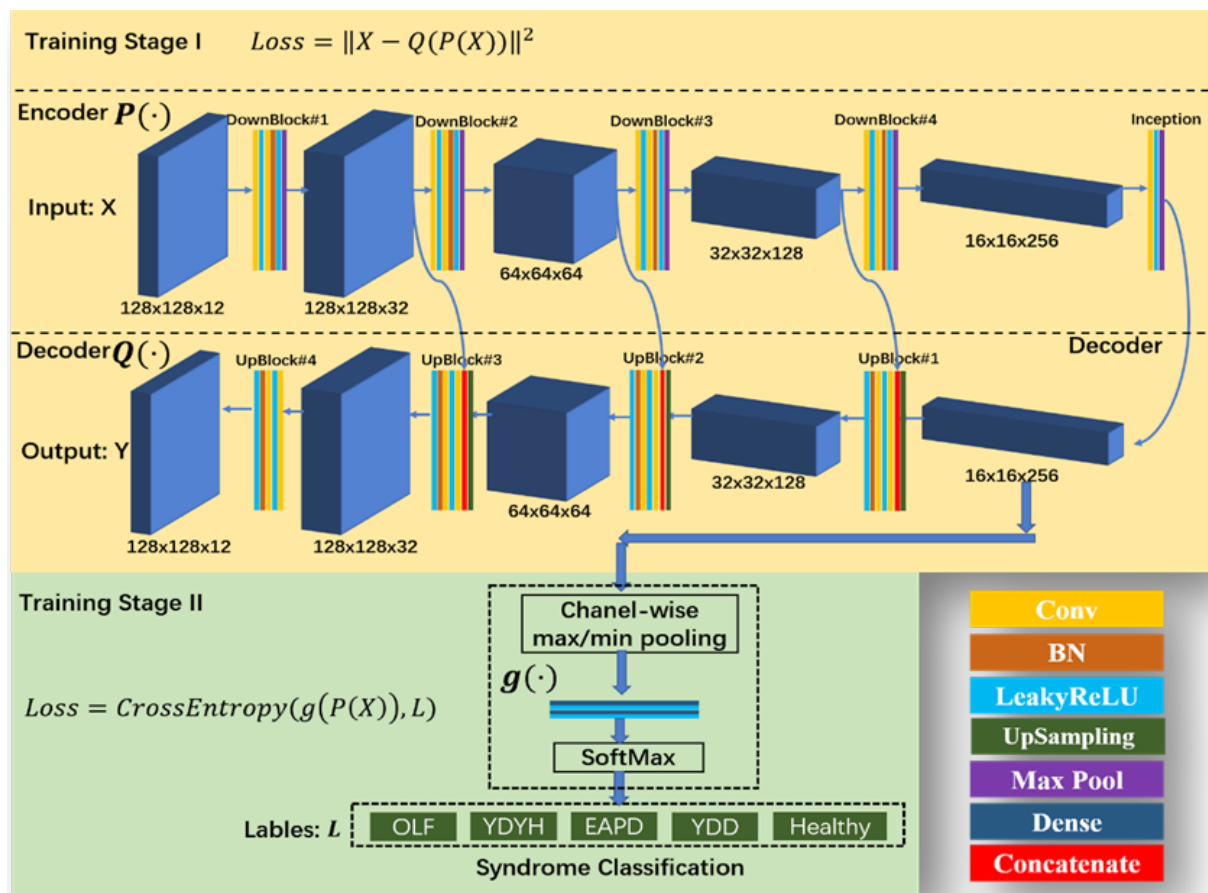 Training Stage I   Loss = ‖X − Q(P(X))‖²
Encoder P(·)
DownBlock#1
DownBlock#2
DownBlock#3
DownBlock#4
Inception
Input: X
128x128x12
128x128x32
64x64x64
32x32x128
16x16x256
Decoder Q(·)
Decoder
UpBlock#4
UpBlock#3
UpBlock#2
UpBlock#1
Output: Y
128x128x12
128x128x32
64x64x64
32x32x128
16x16x256
Training Stage II
Chanel-wise
max/min pooling
g(·)
Loss = CrossEntropy(g(P(X)), L)
SoftMax
Lables: L
OLF
YDYH
EAPD
YDD
Healthy
Syndrome Classification
Conv
BN
LeakyReLU
UpSampling
Max Pool
Dense
Concatenate